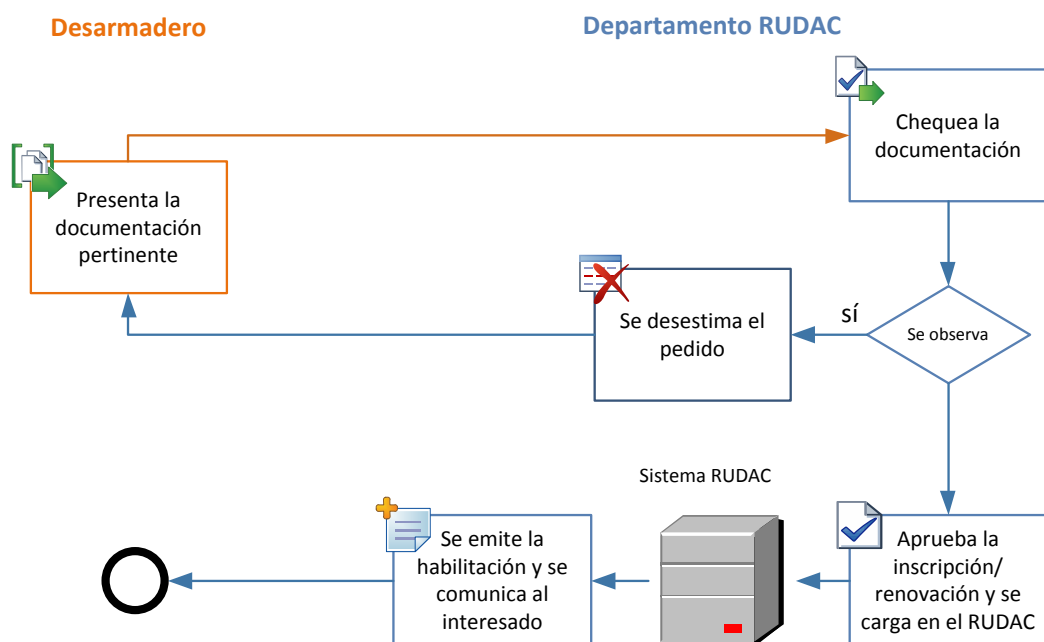 Desarmadero
Departamento RUDAC
Chequea la
documentación
Presenta la
documentación
pertinente
Se desestima el
pedido
sí
Se observa
Sistema RUDAC
Se emite la
habilitación y se
comunica al
interesado
Aprueba la
inscripción/
renovación y se
carga en el RUDAC